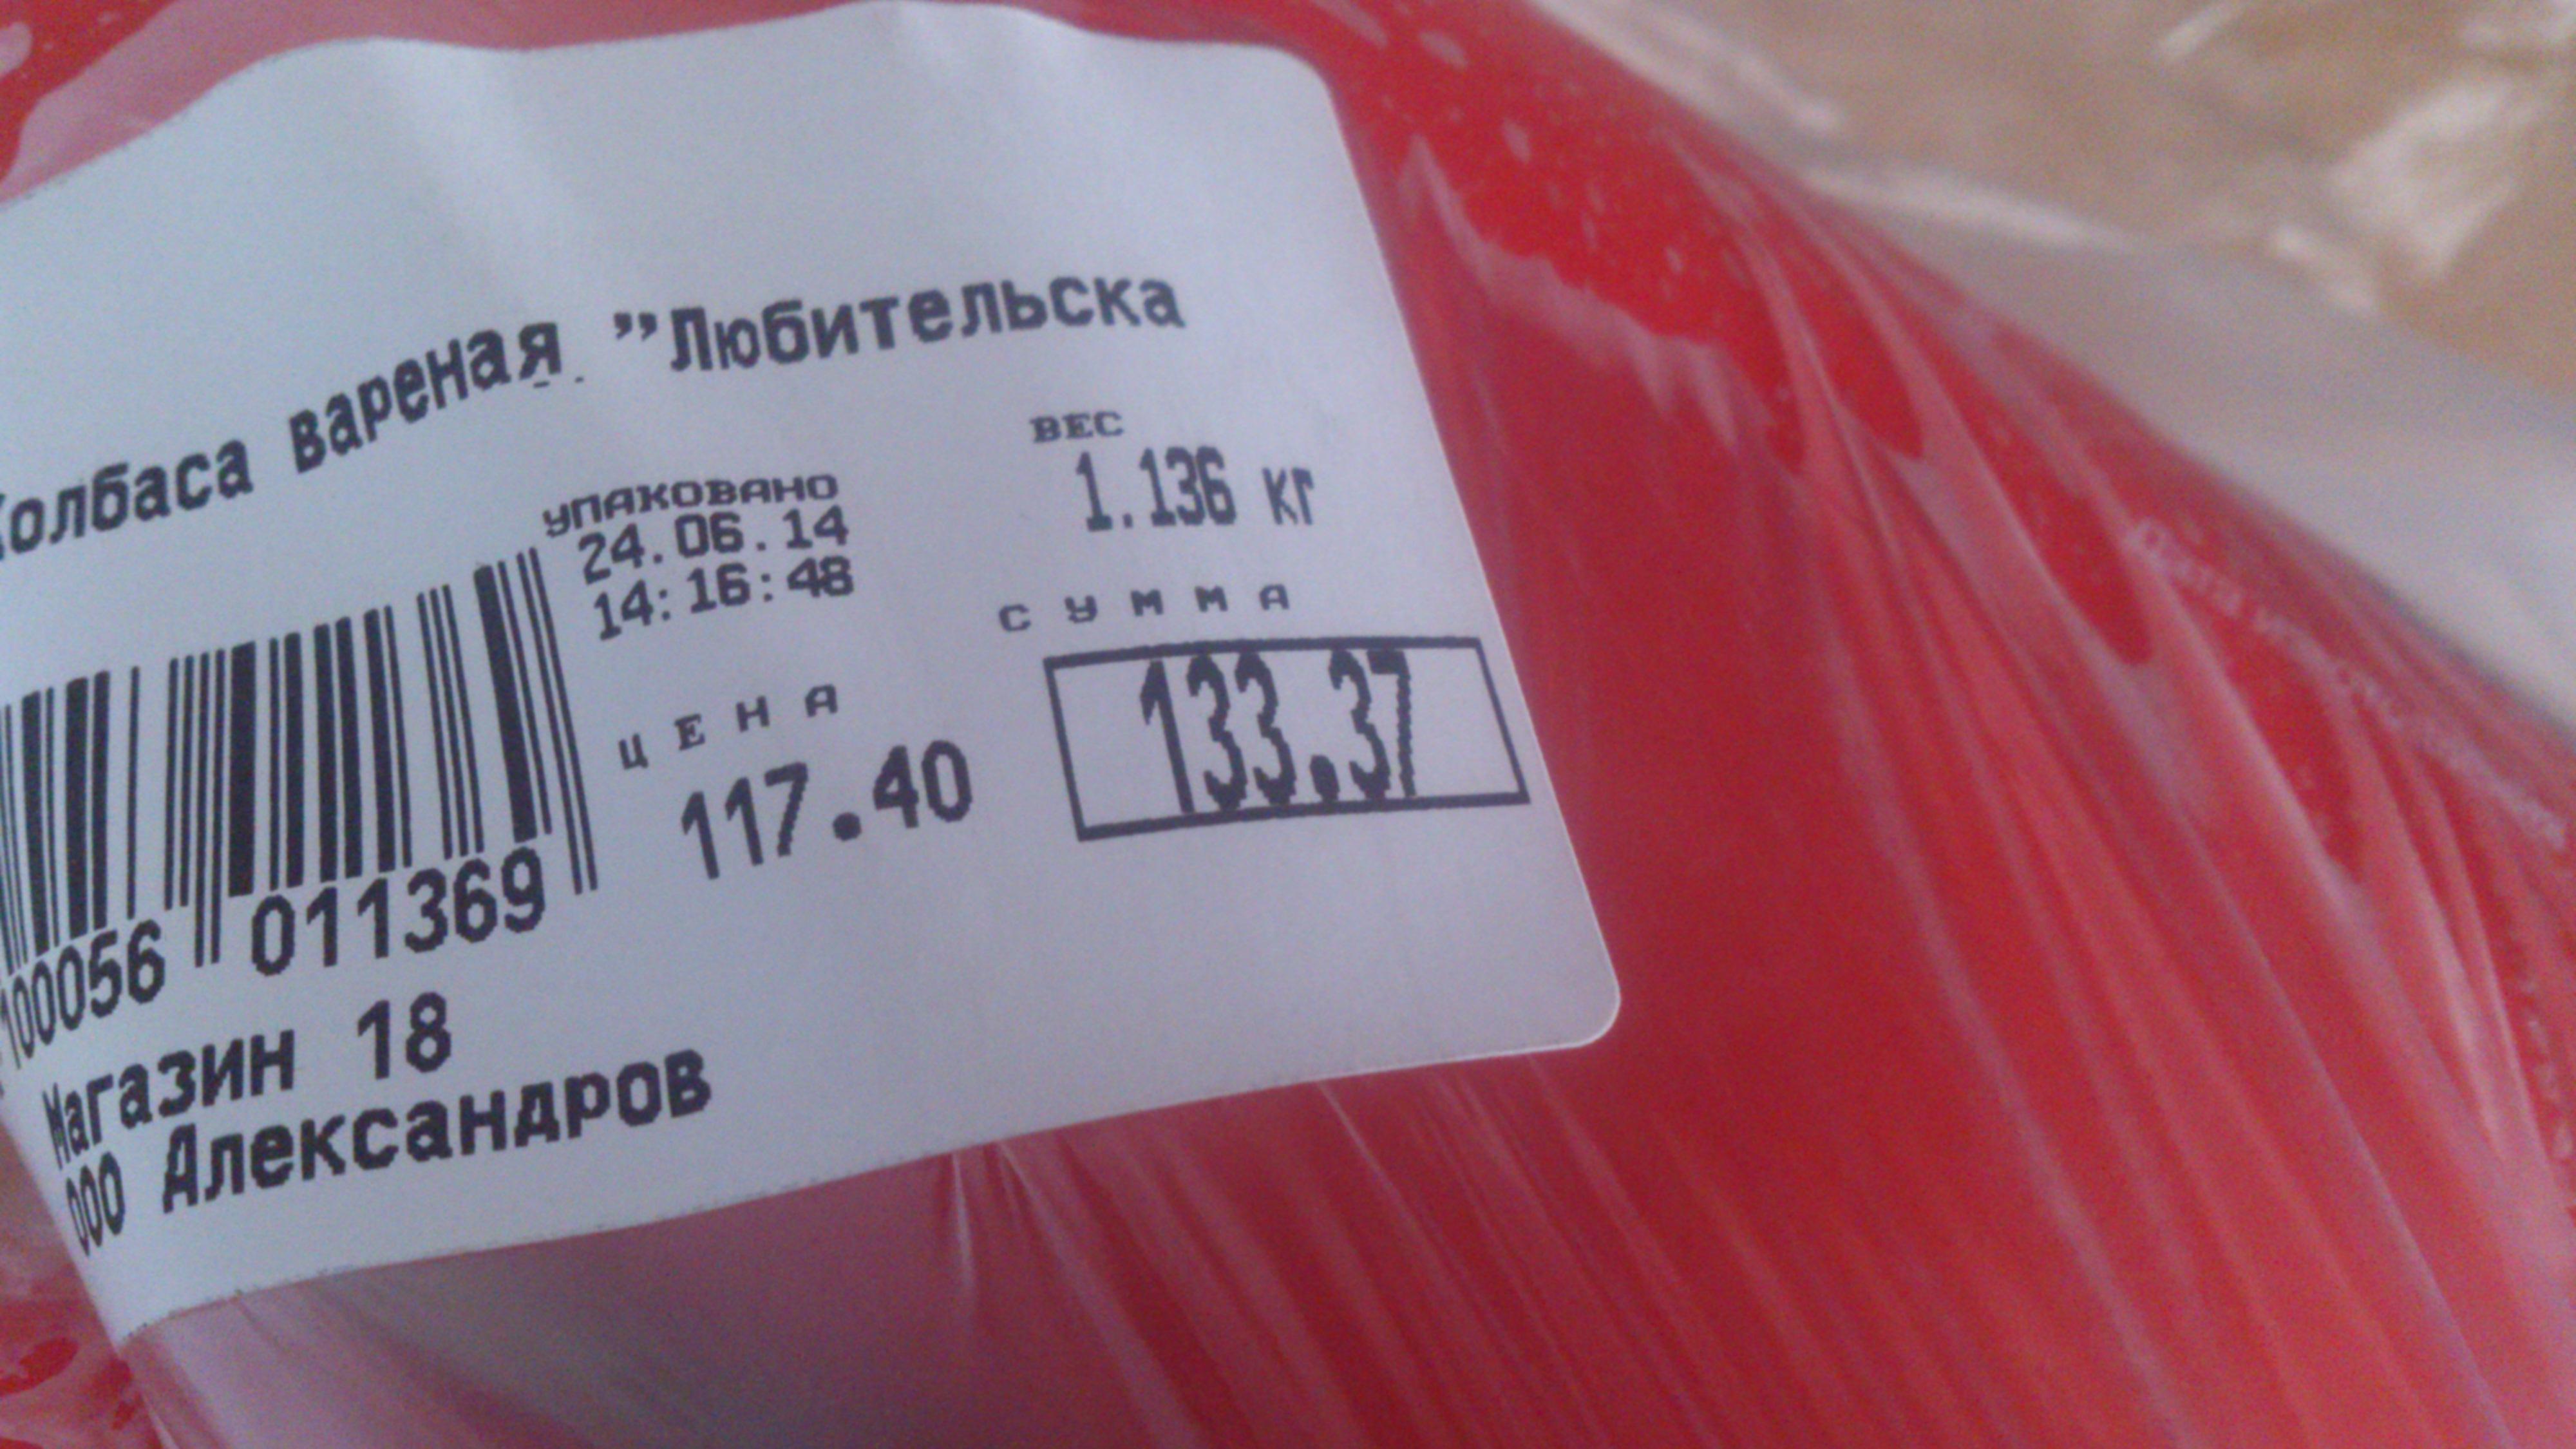 Колбаса вареная "Любительска
УПАКОВАНО
24.06.14
14:16:48
ВЕС
1.136 кг
ЦЕНА
117.40
СУММА
133.37
100056 011369
Магазин 18
ООО Александров